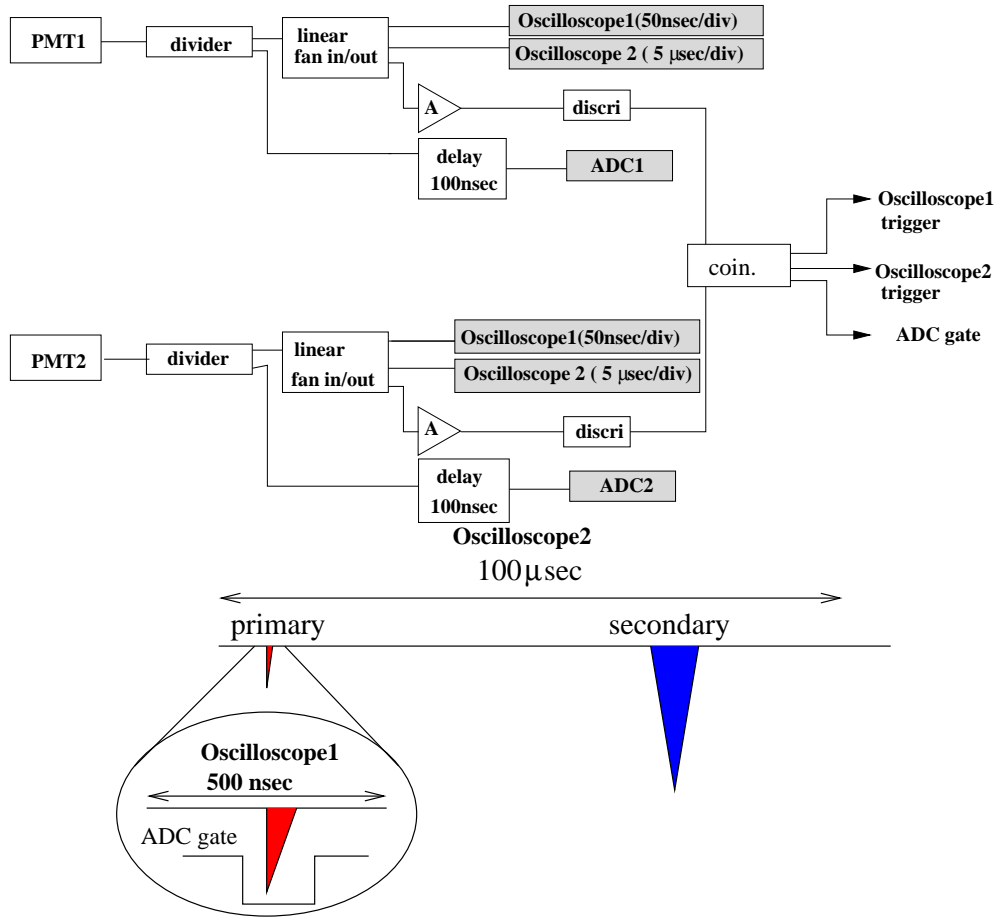 PMT1
divider
linear
fan in/out
Oscilloscope1(50nsec/div)
Oscilloscope 2 ( 5 μsec/div)
A
discri
delay
100nsec
ADC1
coin.
Oscilloscope1
trigger
Oscilloscope2
trigger
ADC gate
PMT2
divider
linear
fan in/out
Oscilloscope1(50nsec/div)
Oscilloscope 2 ( 5 μsec/div)
A
discri
delay
100nsec
ADC2
Oscilloscope2
100μsec
primary
secondary
Oscilloscope1
500 nsec
ADC gate